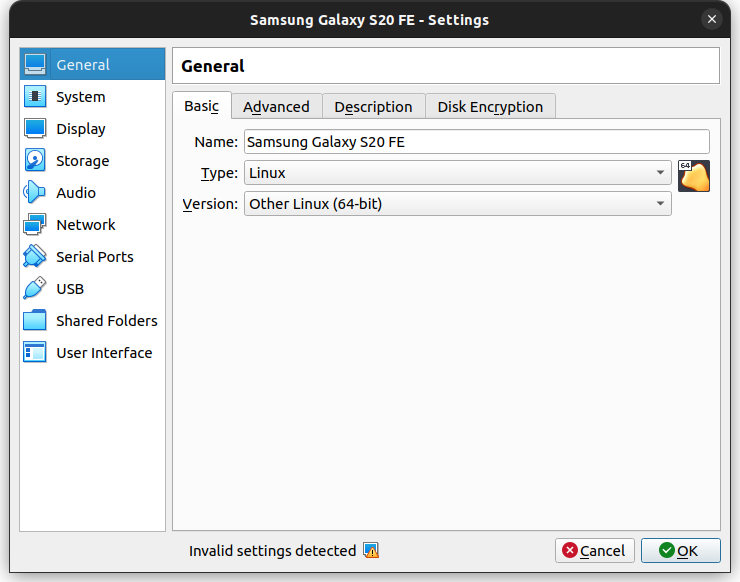 Samsung Galaxy S20 FE - Settings
General
System
Display
Storage
Audio
Network
Serial Ports
USB
Shared Folders
User Interface
General
Basic Advanced Description Disk Encryption
Name: Samsung Galaxy S20 FE
Type: Linux
64
Version: Other Linux (64-bit)
Invalid settings detected
Cancel OK